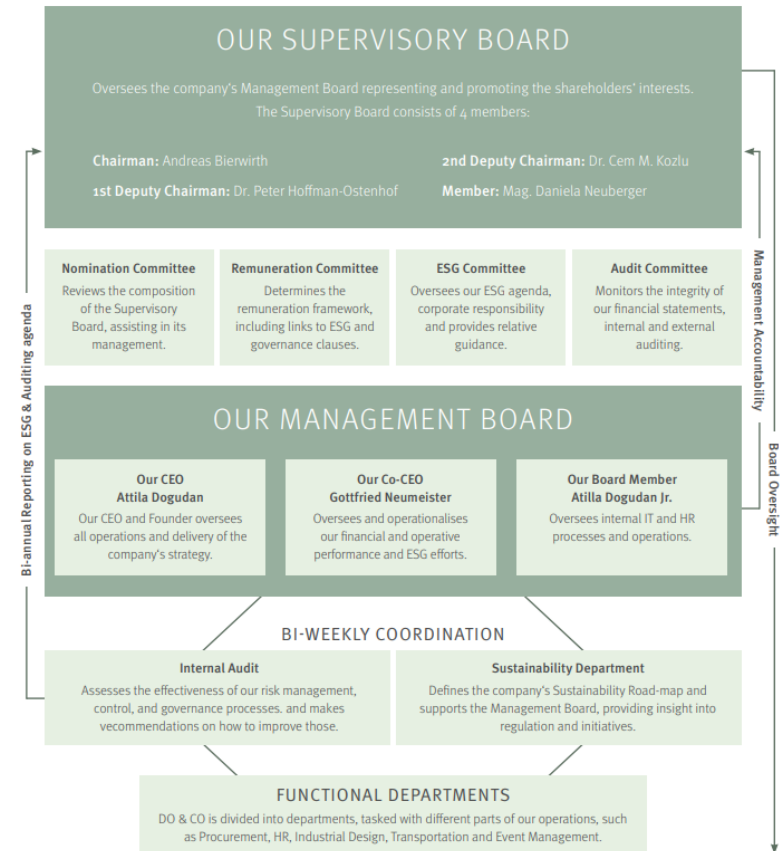 OUR SUPERVISORY BOARD
Oversees the company's Management Board representing and promoting the shareholders' interests.
The Supervisory Board consists of 4 members:
Chairman: Andreas Bierwirth
2nd Deputy Chairman: Dr. Cem M. Kozlu
1st Deputy Chairman: Dr. Peter Hoffman-Ostenhof
Member: Mag. Daniela Neuberger
Nomination Committee
Reviews the composition
of the Supervisory
Board, assisting in its
management.
Remuneration Committee
Determines the
remuneration framework,
including links to ESG and
governance clauses.
ESG Committee
Oversees our ESG agenda,
corporate responsibility
and provides relative
guidance.
Audit Committee
Monitors the integrity of
our financial statements,
internal and external
auditing.
OUR MANAGEMENT BOARD
Our CEO
Attila Dogudan
Our CEO and Founder oversees
all operations and delivery of the
company's strategy.
Our Co-CEO
Gottfried Neumeister
Oversees and operationalises
our financial and operative
performance and ESG efforts.
Our Board Member
Atilla Dogudan Jr.
Oversees internal IT and HR
processes and operations.
BI-WEEKLY COORDINATION
Internal Audit
Assesses the effectiveness of our risk management,
control, and governance processes. and makes
vecommendations on how to improve those.
Sustainability Department
Defines the company's Sustainability Road-map and
supports the Management Board, providing insight into
regulation and initiatives.
FUNCTIONAL DEPARTMENTS
DO & CO is divided into departments, tasked with different parts of our operations, such
as Procurement, HR, Industrial Design, Transportation and Event Management.
Bi-annual Reporting on ESG & Auditing agenda
Management Accountability
Board Oversight